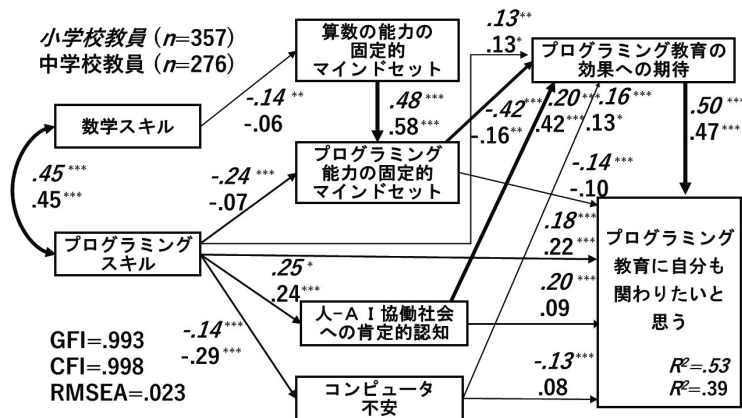 小学校教員 (n=357)
中学校教員 (n=276)
算数の能力の
固定的
マインドセット
.13**
.13*
プログラミング教育の
効果への期待
数学スキル
-.14 **
-.06
.48 ***
.58 ***
-.42***
-.16**
.20***
.42***
.16***
.13*
.50 ***
.47 ***
.45 ***
.45 ***
-.24 ***
-.07
プログラミング
能力の固定的
マインドセット
-.14 ***
-.10
プログラミング
スキル
.18***
.22 ***
プログラミング
教育に自分も
関わりたいと
思う
R²=.53
R²=.39
.25 *
.24***
人-ＡＩ協働社会
への肯定的認知
.20 ***
.09
-.14***
-.29 ***
コンピュータ
不安
-.13***
.08
GFI=.993
CFI=.998
RMSEA=.023